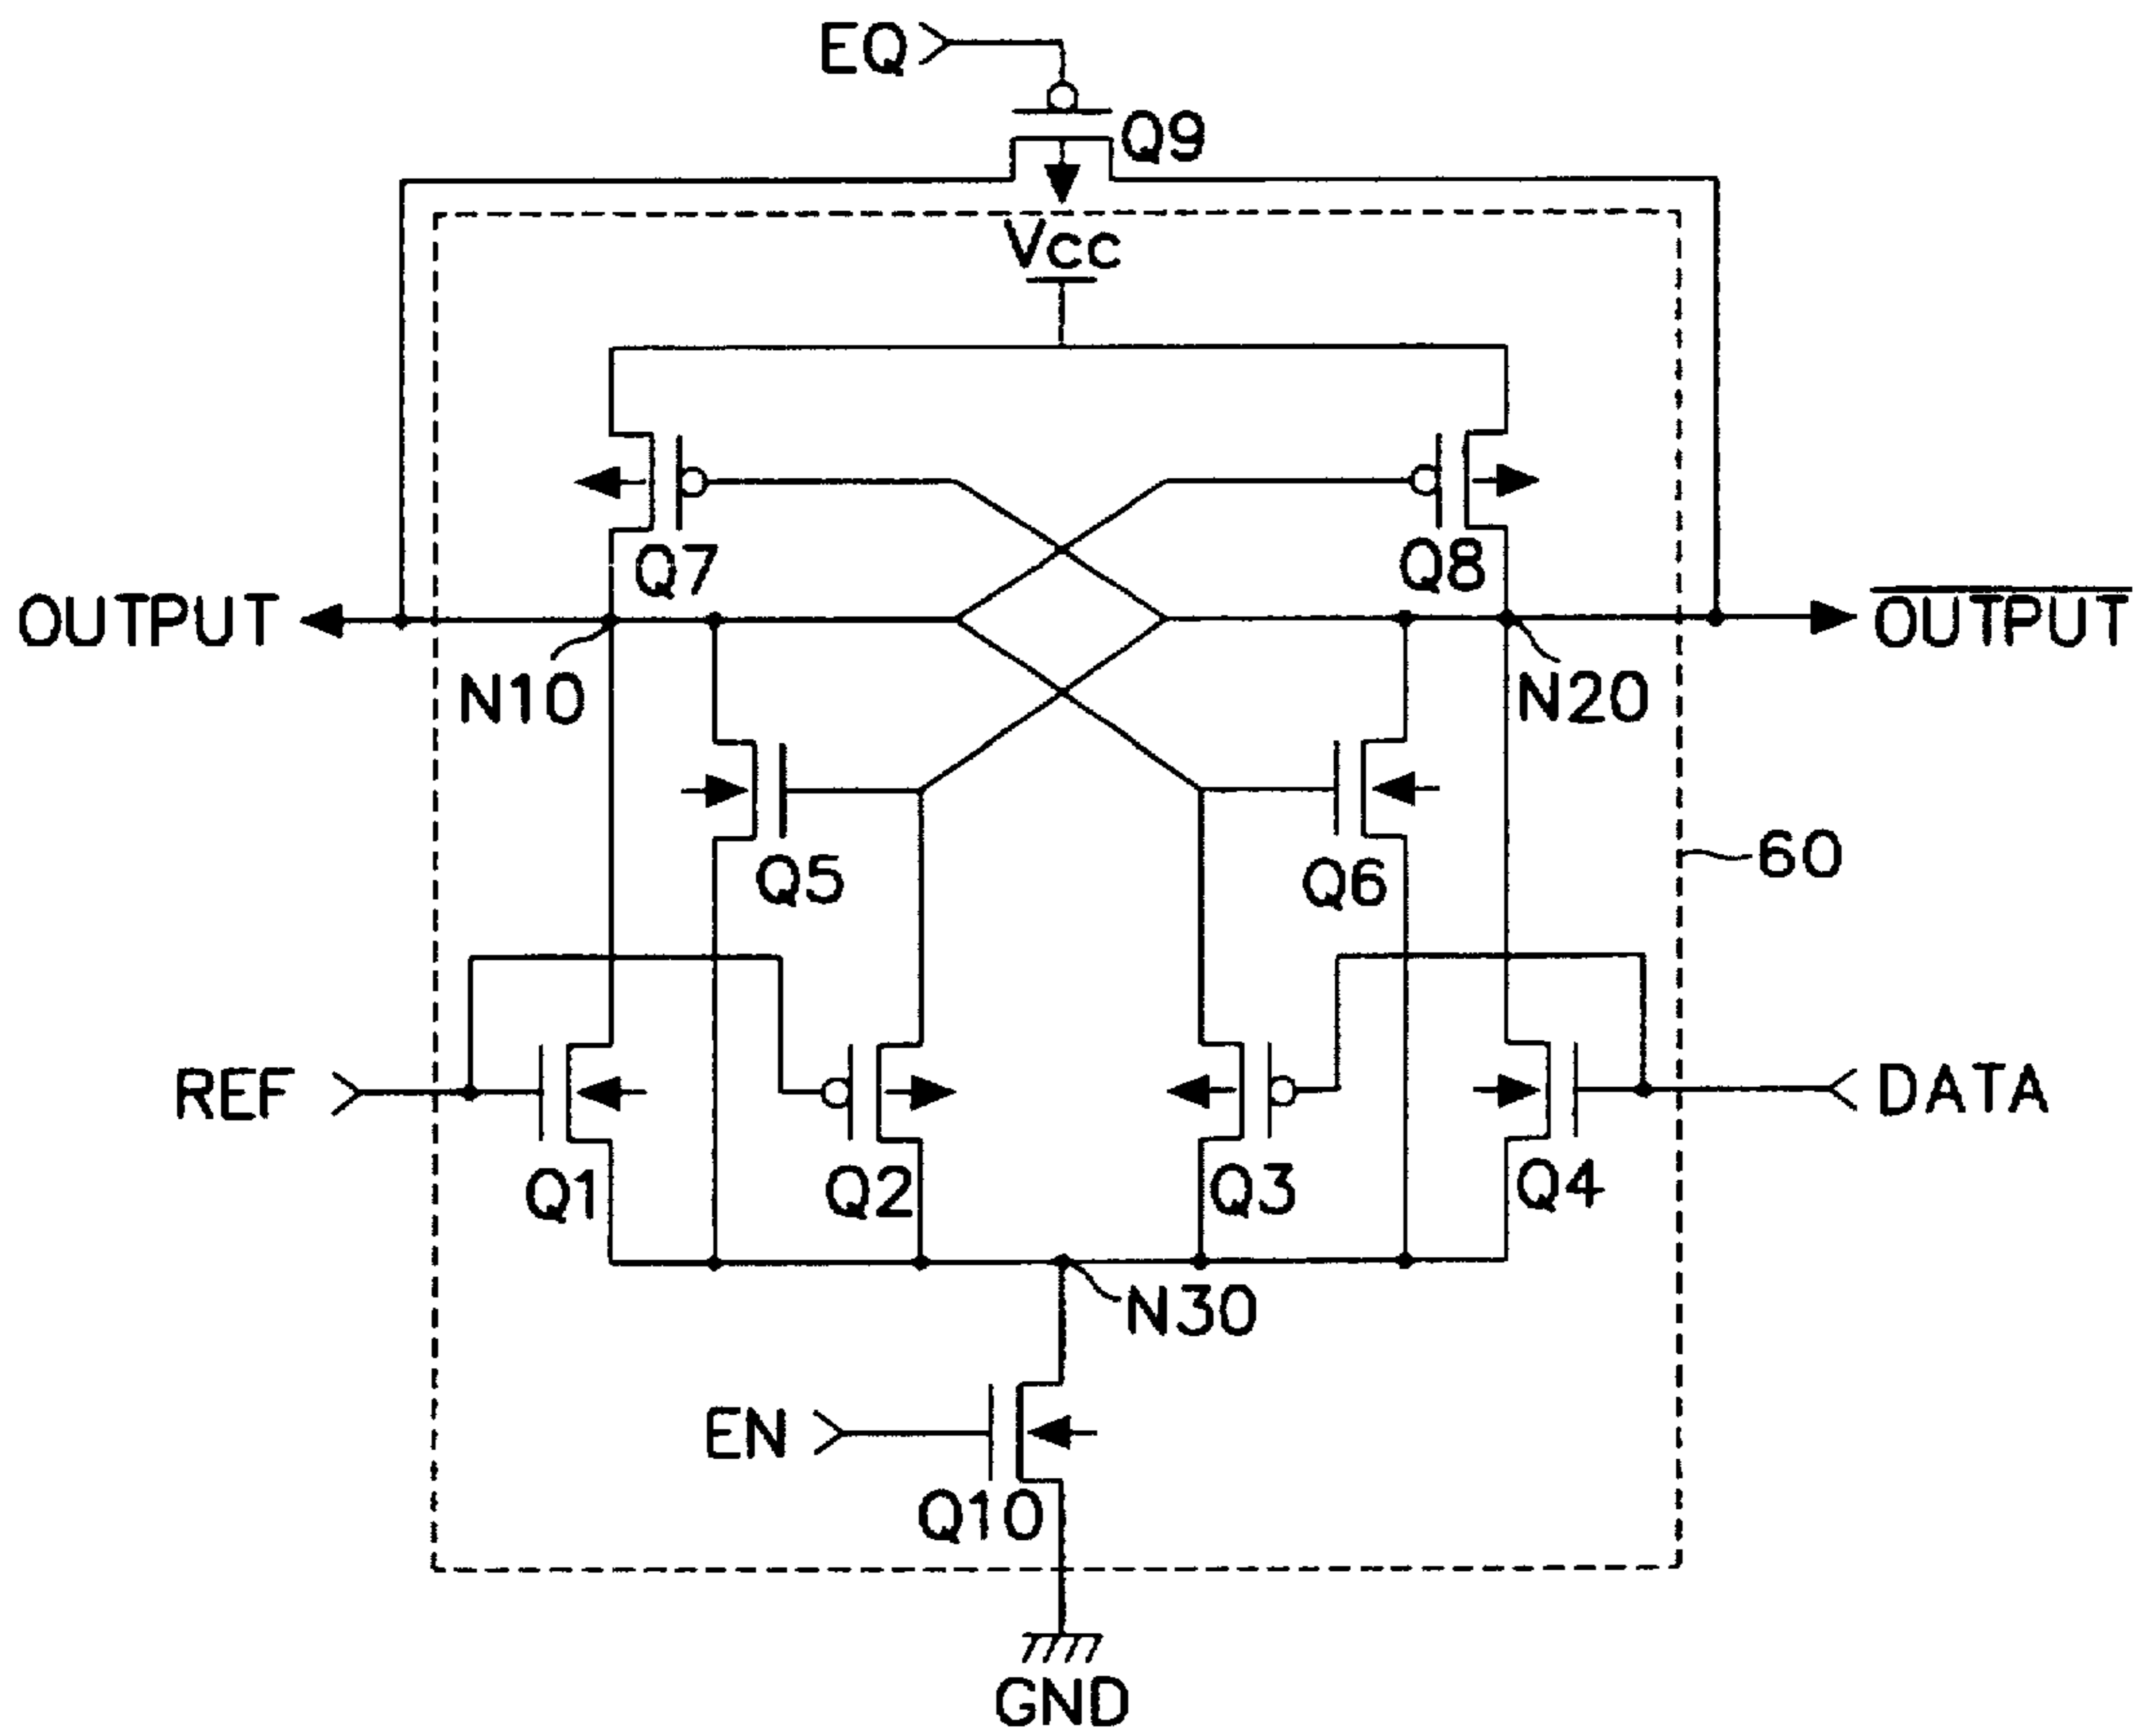 EQ
Q9
Vcc
Q7
Q8
OUTPUT
OUTPUT
N10
N20
Q5
Q6
60
REF
DATA
Q1
Q2
Q3
Q4
N30
EN
Q10
GND